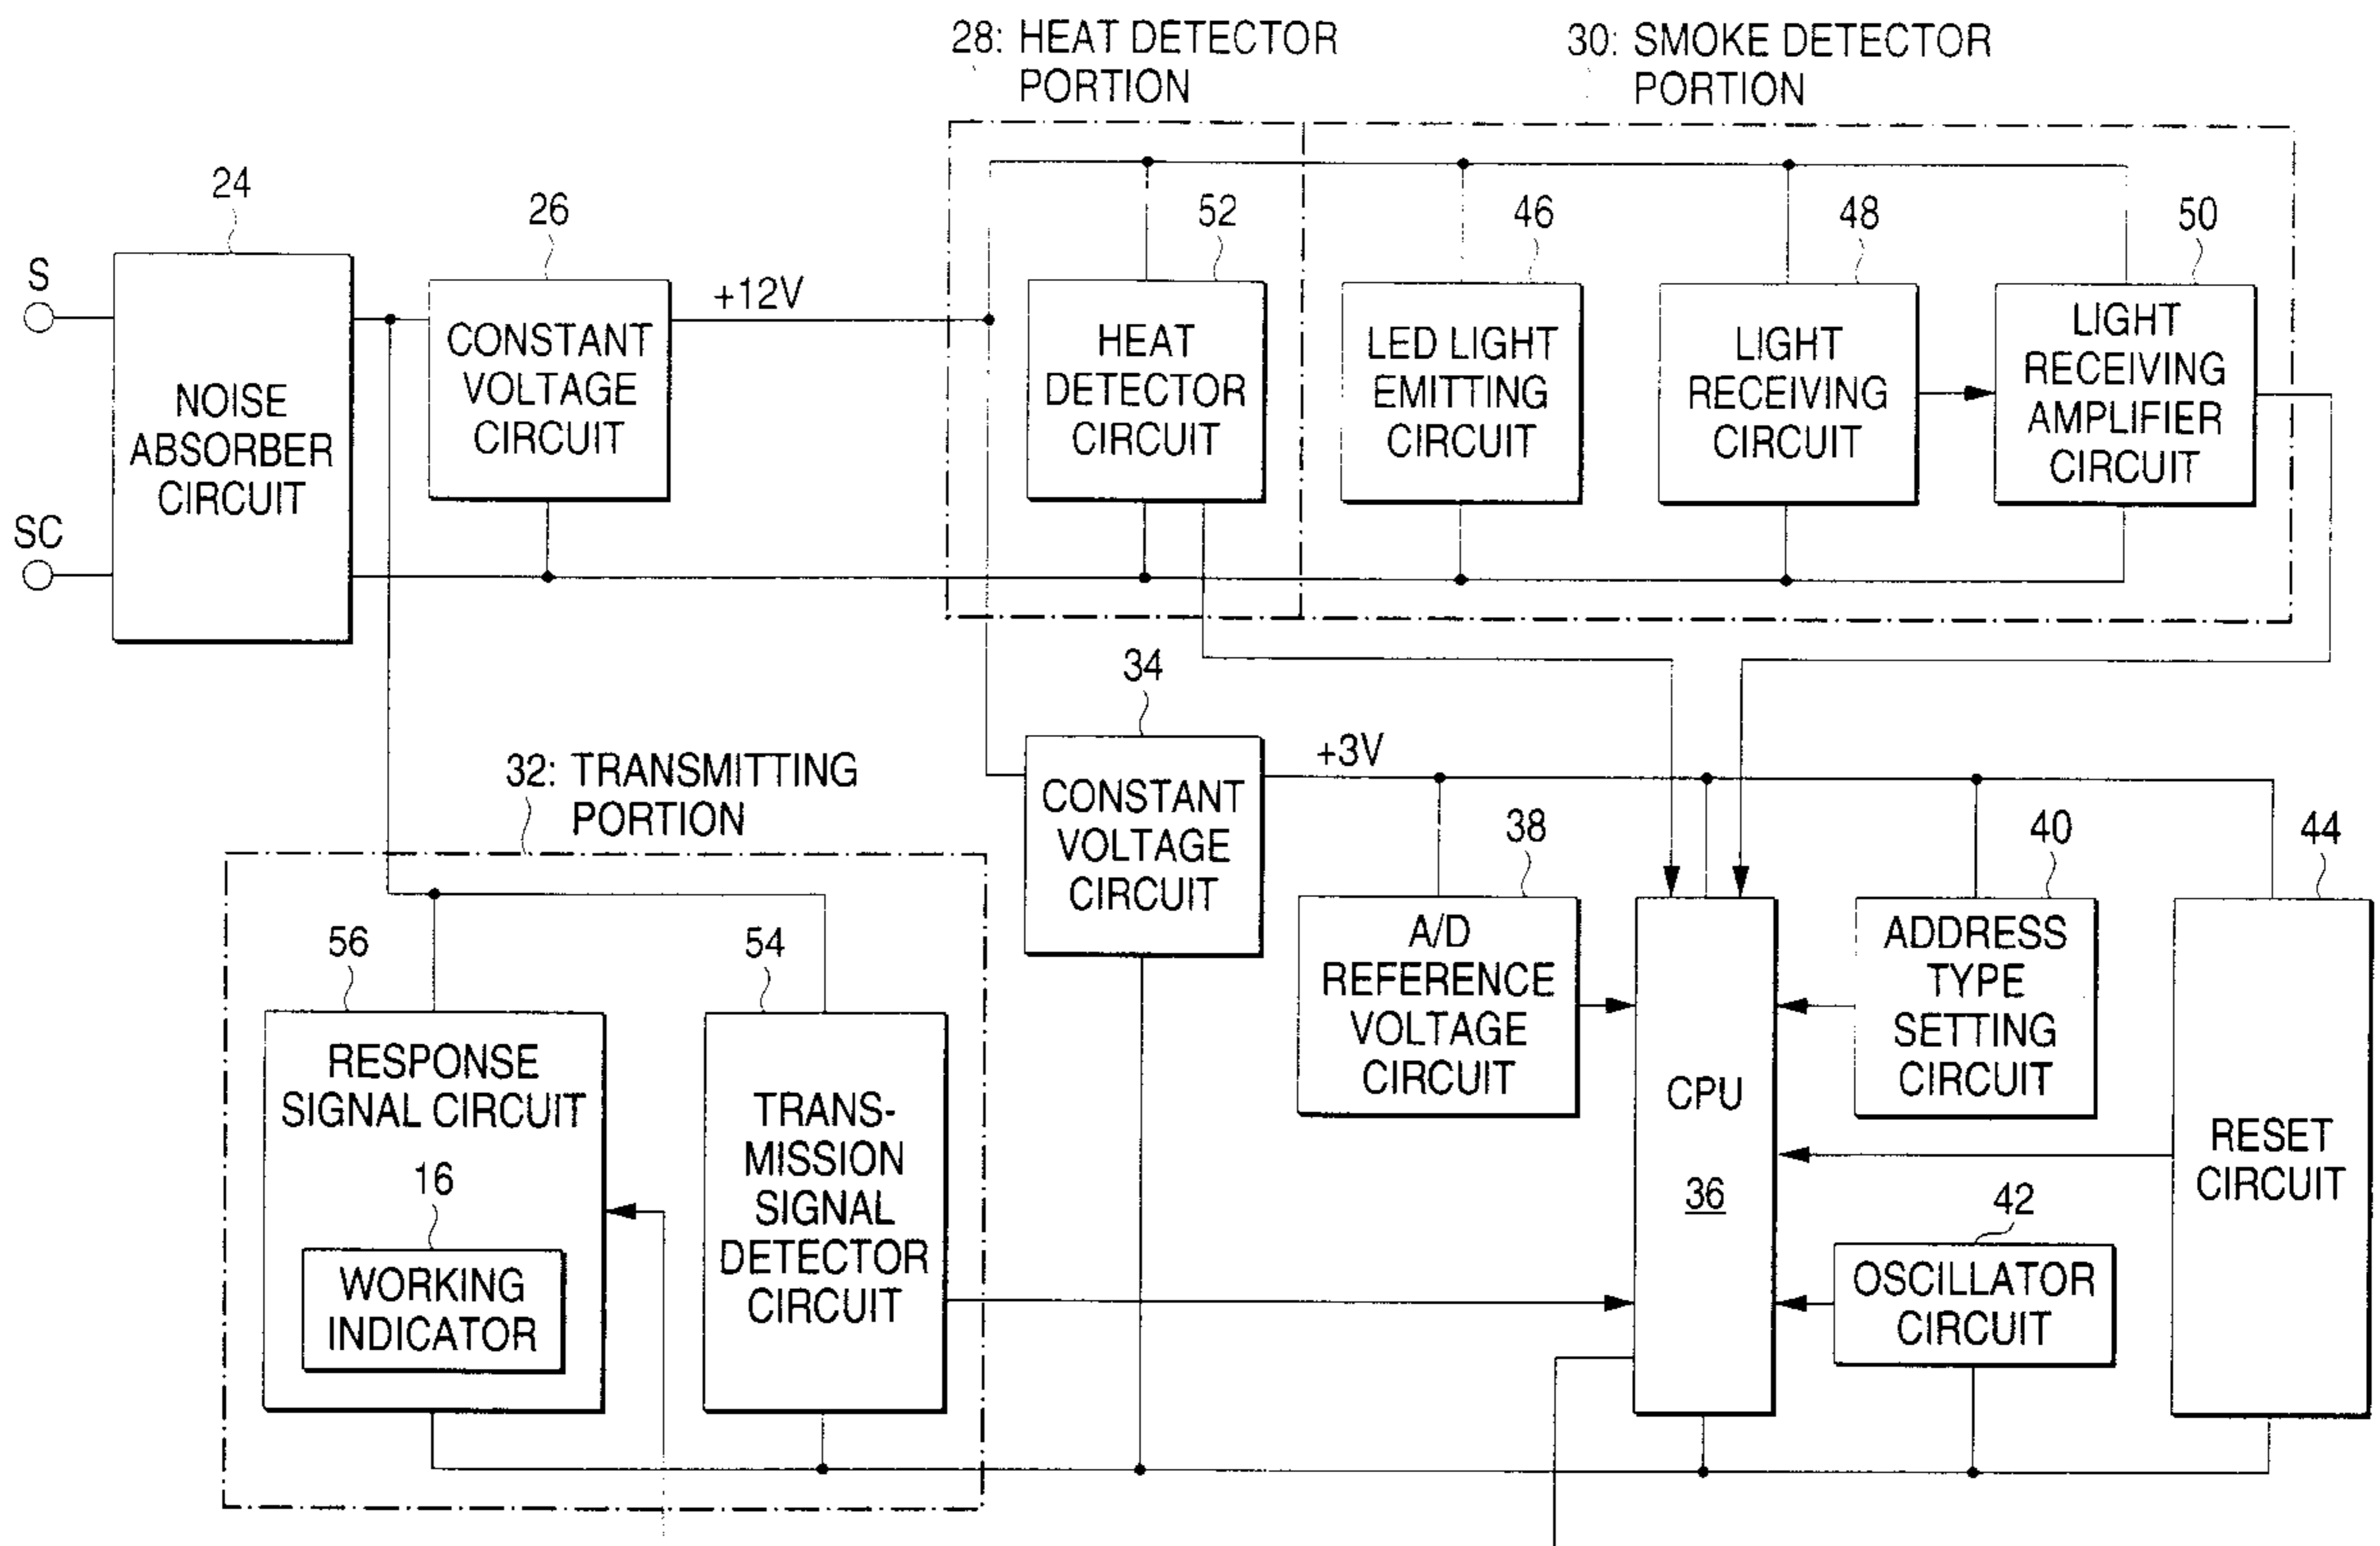 28: HEAT DETECTOR
PORTION
30: SMOKE DETECTOR
PORTION
24
26
52
46
48
50
S
SC
+12V
NOISE
ABSORBER
CIRCUIT
CONSTANT
VOLTAGE
CIRCUIT
HEAT
DETECTOR
CIRCUIT
LED LIGHT
EMITTING
CIRCUIT
LIGHT
RECEIVING
CIRCUIT
LIGHT
RECEIVING
AMPLIFIER
CIRCUIT
32: TRANSMITTING
PORTION
34
+3V
38
40
44
CONSTANT
VOLTAGE
CIRCUIT
56
54
A/D
REFERENCE
VOLTAGE
CIRCUIT
CPU
36
ADDRESS
TYPE
SETTING
CIRCUIT
RESET
CIRCUIT
RESPONSE
SIGNAL CIRCUIT
16
WORKING
INDICATOR
TRANS-
MISSION
SIGNAL
DETECTOR
CIRCUIT
42
OSCILLATOR
CIRCUIT